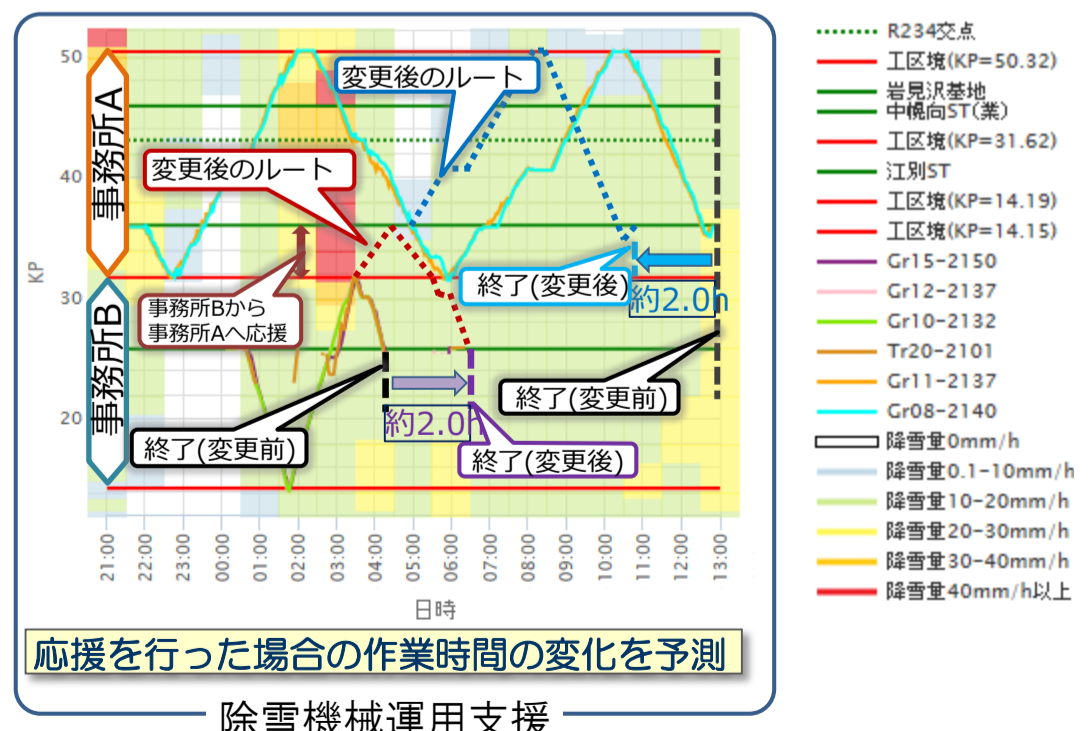 50
40
30
20
KP
事務所A
事務所B
変更後のルート
変更後のルート
事務所Bから
事務所Aへ応援
終了(変更後)
約2.0h
終了(変更前)
約2.0h
終了(変更前)
終了(変更後)
21:00
22:00
23:00
00:00
01:00
02:00
03:00
04:00
05:00
06:00
07:00
08:00
09:00
10:00
11:00
12:00
13:00
日時
応援を行った場合の作業時間の変化を予測
除雪機械運用支援
R234交点
工区境(KP=50.32)
岩見沢基地
中幌向ST(業)
工区境(KP=31.62)
江別ST
工区境(KP=14.19)
工区境(KP=14.15)
Gr15-2150
Gr12-2137
Gr10-2132
Tr20-2101
Gr11-2137
Gr08-2140
降雪量0mm/h
降雪量0.1-10mm/h
降雪量10-20mm/h
降雪量20-30mm/h
降雪量30-40mm/h
降雪量40mm/h以上